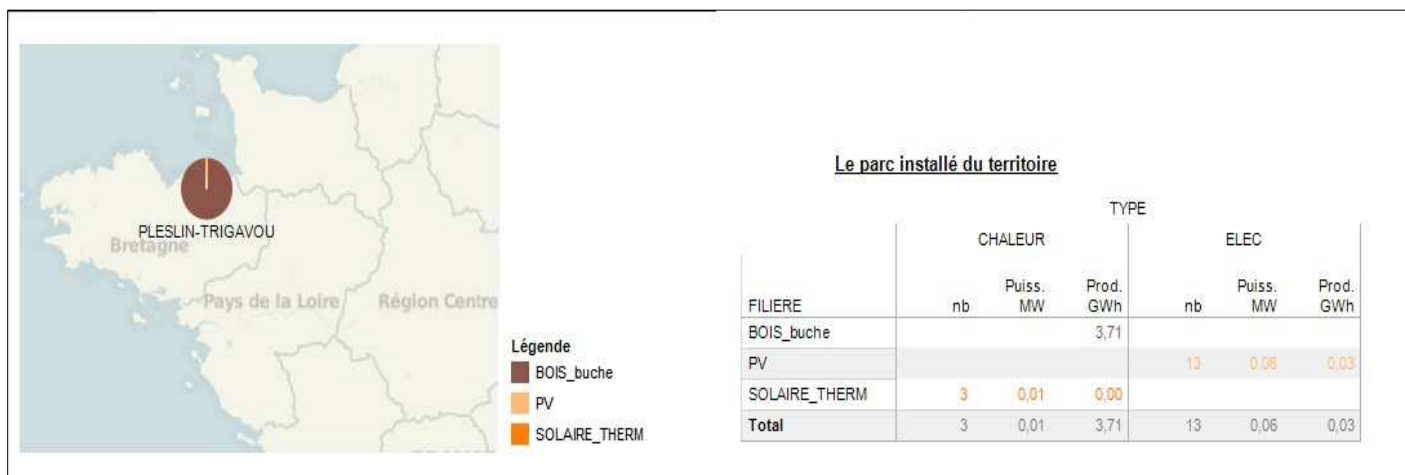 PLESLIN-TRIGAVOU
Bretagne
Pays de la Loire
Région Centre
Légende
BOIS_buche
PV
SOLAIRE_THERM
Le parc installé du territoire
TYPE
CHALEUR ELEC
FILIERE nb Puiss. MW Prod. GWh nb Puiss. MW Prod. GWh
BOIS_buche 3,71
PV 13 0,06 0,03
SOLAIRE_THERM 3 0,01 0,00
Total 3 0,01 3,71 13 0,06 0,03